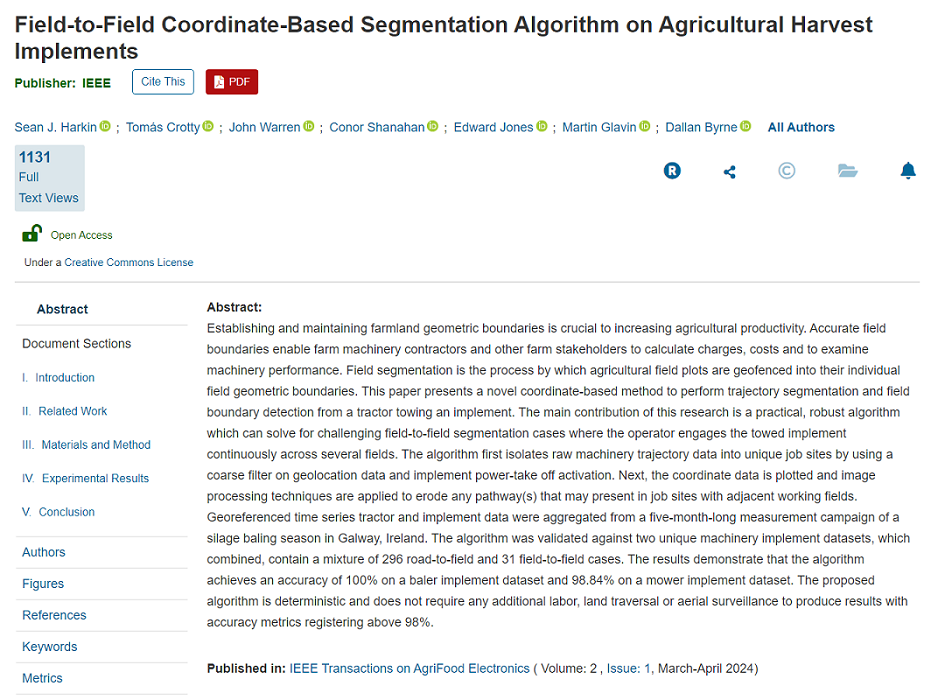 Field-to-Field Coordinate-Based Segmentation Algorithm on Agricultural Harvest
Implements
Publisher: IEEE Cite This PDF
Sean J. Harkin iD ; Tomás Crotty iD ; John Warren iD ; Conor Shanahan iD ; Edward Jones iD ; Martin Glavin iD ; Dallan Byrne iD All Authors
1131
Full
Text Views
R ©
Open Access
Under a Creative Commons License
Abstract
Document Sections
I. Introduction
II. Related Work
III. Materials and Method
IV. Experimental Results
V. Conclusion
Authors
Figures
References
Keywords
Metrics
Abstract:
Establishing and maintaining farmland geometric boundaries is crucial to increasing agricultural productivity. Accurate field
boundaries enable farm machinery contractors and other farm stakeholders to calculate charges, costs and to examine
machinery performance. Field segmentation is the process by which agricultural field plots are geofenced into their individual
field geometric boundaries. This paper presents a novel coordinate-based method to perform trajectory segmentation and field
boundary detection from a tractor towing an implement. The main contribution of this research is a practical, robust algorithm
which can solve for challenging field-to-field segmentation cases where the operator engages the towed implement
continuously across several fields. The algorithm first isolates raw machinery trajectory data into unique job sites by using a
coarse filter on geolocation data and implement power-take off activation. Next, the coordinate data is plotted and image
processing techniques are applied to erode any pathway(s) that may present in job sites with adjacent working fields.
Georeferenced time series tractor and implement data were aggregated from a five-month-long measurement campaign of a
silage baling season in Galway, Ireland. The algorithm was validated against two unique machinery implement datasets, which
combined, contain a mixture of 296 road-to-field and 31 field-to-field cases. The results demonstrate that the algorithm
achieves an accuracy of 100% on a baler implement dataset and 98.84% on a mower implement dataset. The proposed
algorithm is deterministic and does not require any additional labor, land traversal or aerial surveillance to produce results with
accuracy metrics registering above 98%.
Published in: IEEE Transactions on AgriFood Electronics ( Volume: 2 , Issue: 1, March-April 2024)